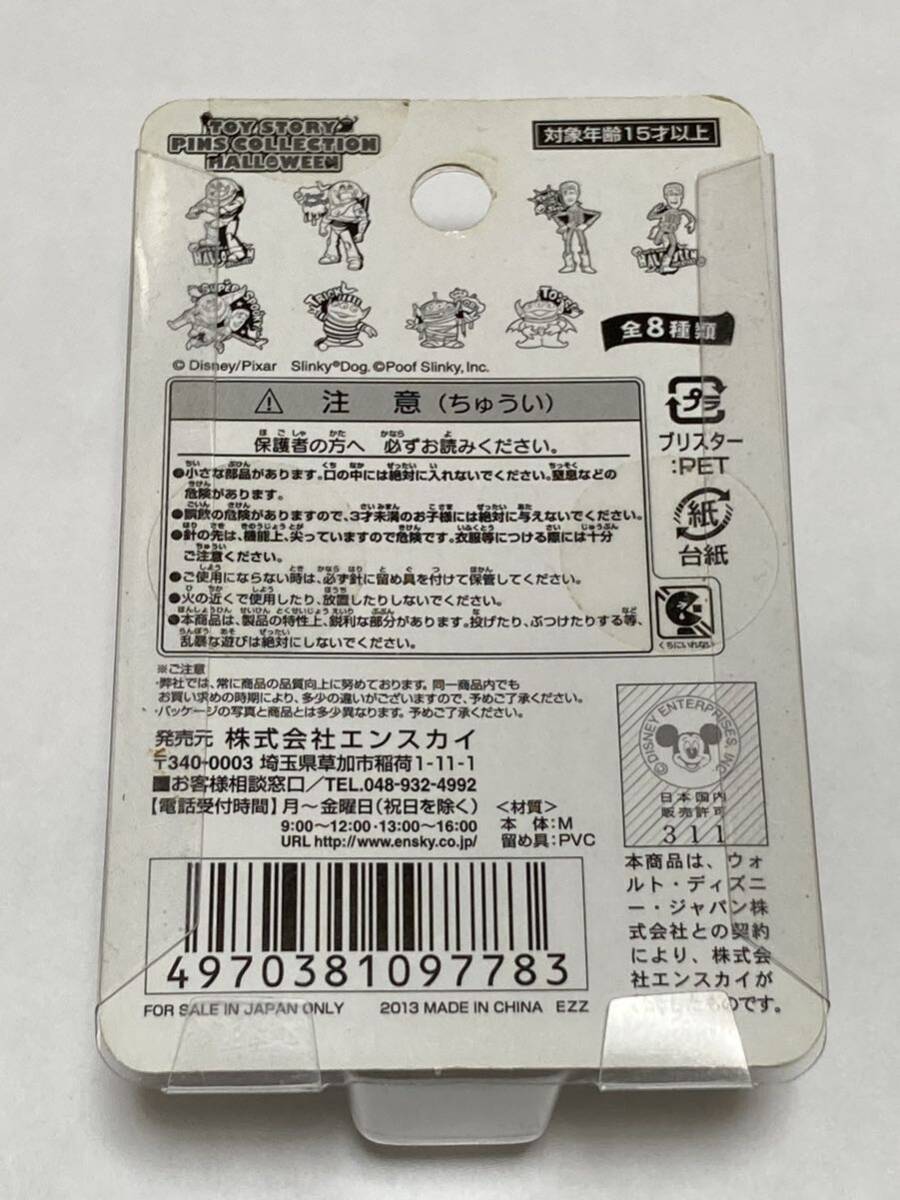 TOY STORY
PINS COLLECTION
HALLOWEEN
対象年齢15才以上
全8種類
© Disney/Pixar Slinky®Dog. ©Poof Slinky, Inc.
⚠ 注 意(ちゅうい)
保護者の方へ 必ずお読みください。
●小さな部品があります。口の中には絶対に入れないでください。窒息などの
危険があります。
●誤飲の危険がありますので、3才未満のお子様には絶対に与えないでください。
●針の先は、機能上、尖っていますので危険です。衣服等につける際には十分
ご注意ください。
●ご使用にならない時は、必ず針に留め具を付けて保管してください。
●火の近くで使用したり、放置したりしないでください。
●本商品は、製品の特性上、鋭利な部分があります。投げたり、ぶつけたりする等、
乱暴な遊びは絶対にしないでください。
プラ
ブリスター
:PET
紙
台紙
くちにいれない
※ご注意
・弊社では、常に商品の品質向上に努めております。同一商品内でも
お買い求めの時期により、多少の違いがございますので、予めご了承ください。
・パッケージの写真と商品とは多少異なります。予めご了承ください。
発売元 株式会社エンスカイ
〒340-0003 埼玉県草加市稲荷1-11-1
■お客様相談窓口/TEL.048-932-4992
【電話受付時間】月〜金曜日(祝日を除く)
9:00〜12:00・13:00〜16:00
URL http://www.ensky.co.jp/
<材質>
本 体:M
留め具:PVC
© DISNEY ENTERPRISES, INC.
日本国内
販売許可
311
本商品は、ウォ
ルト・ディズニ
ー・ジャパン株
式会社との契約
により、株式会
社エンスカイが
したものです。
4970381097783
FOR SALE IN JAPAN ONLY 2013 MADE IN CHINA EZZ